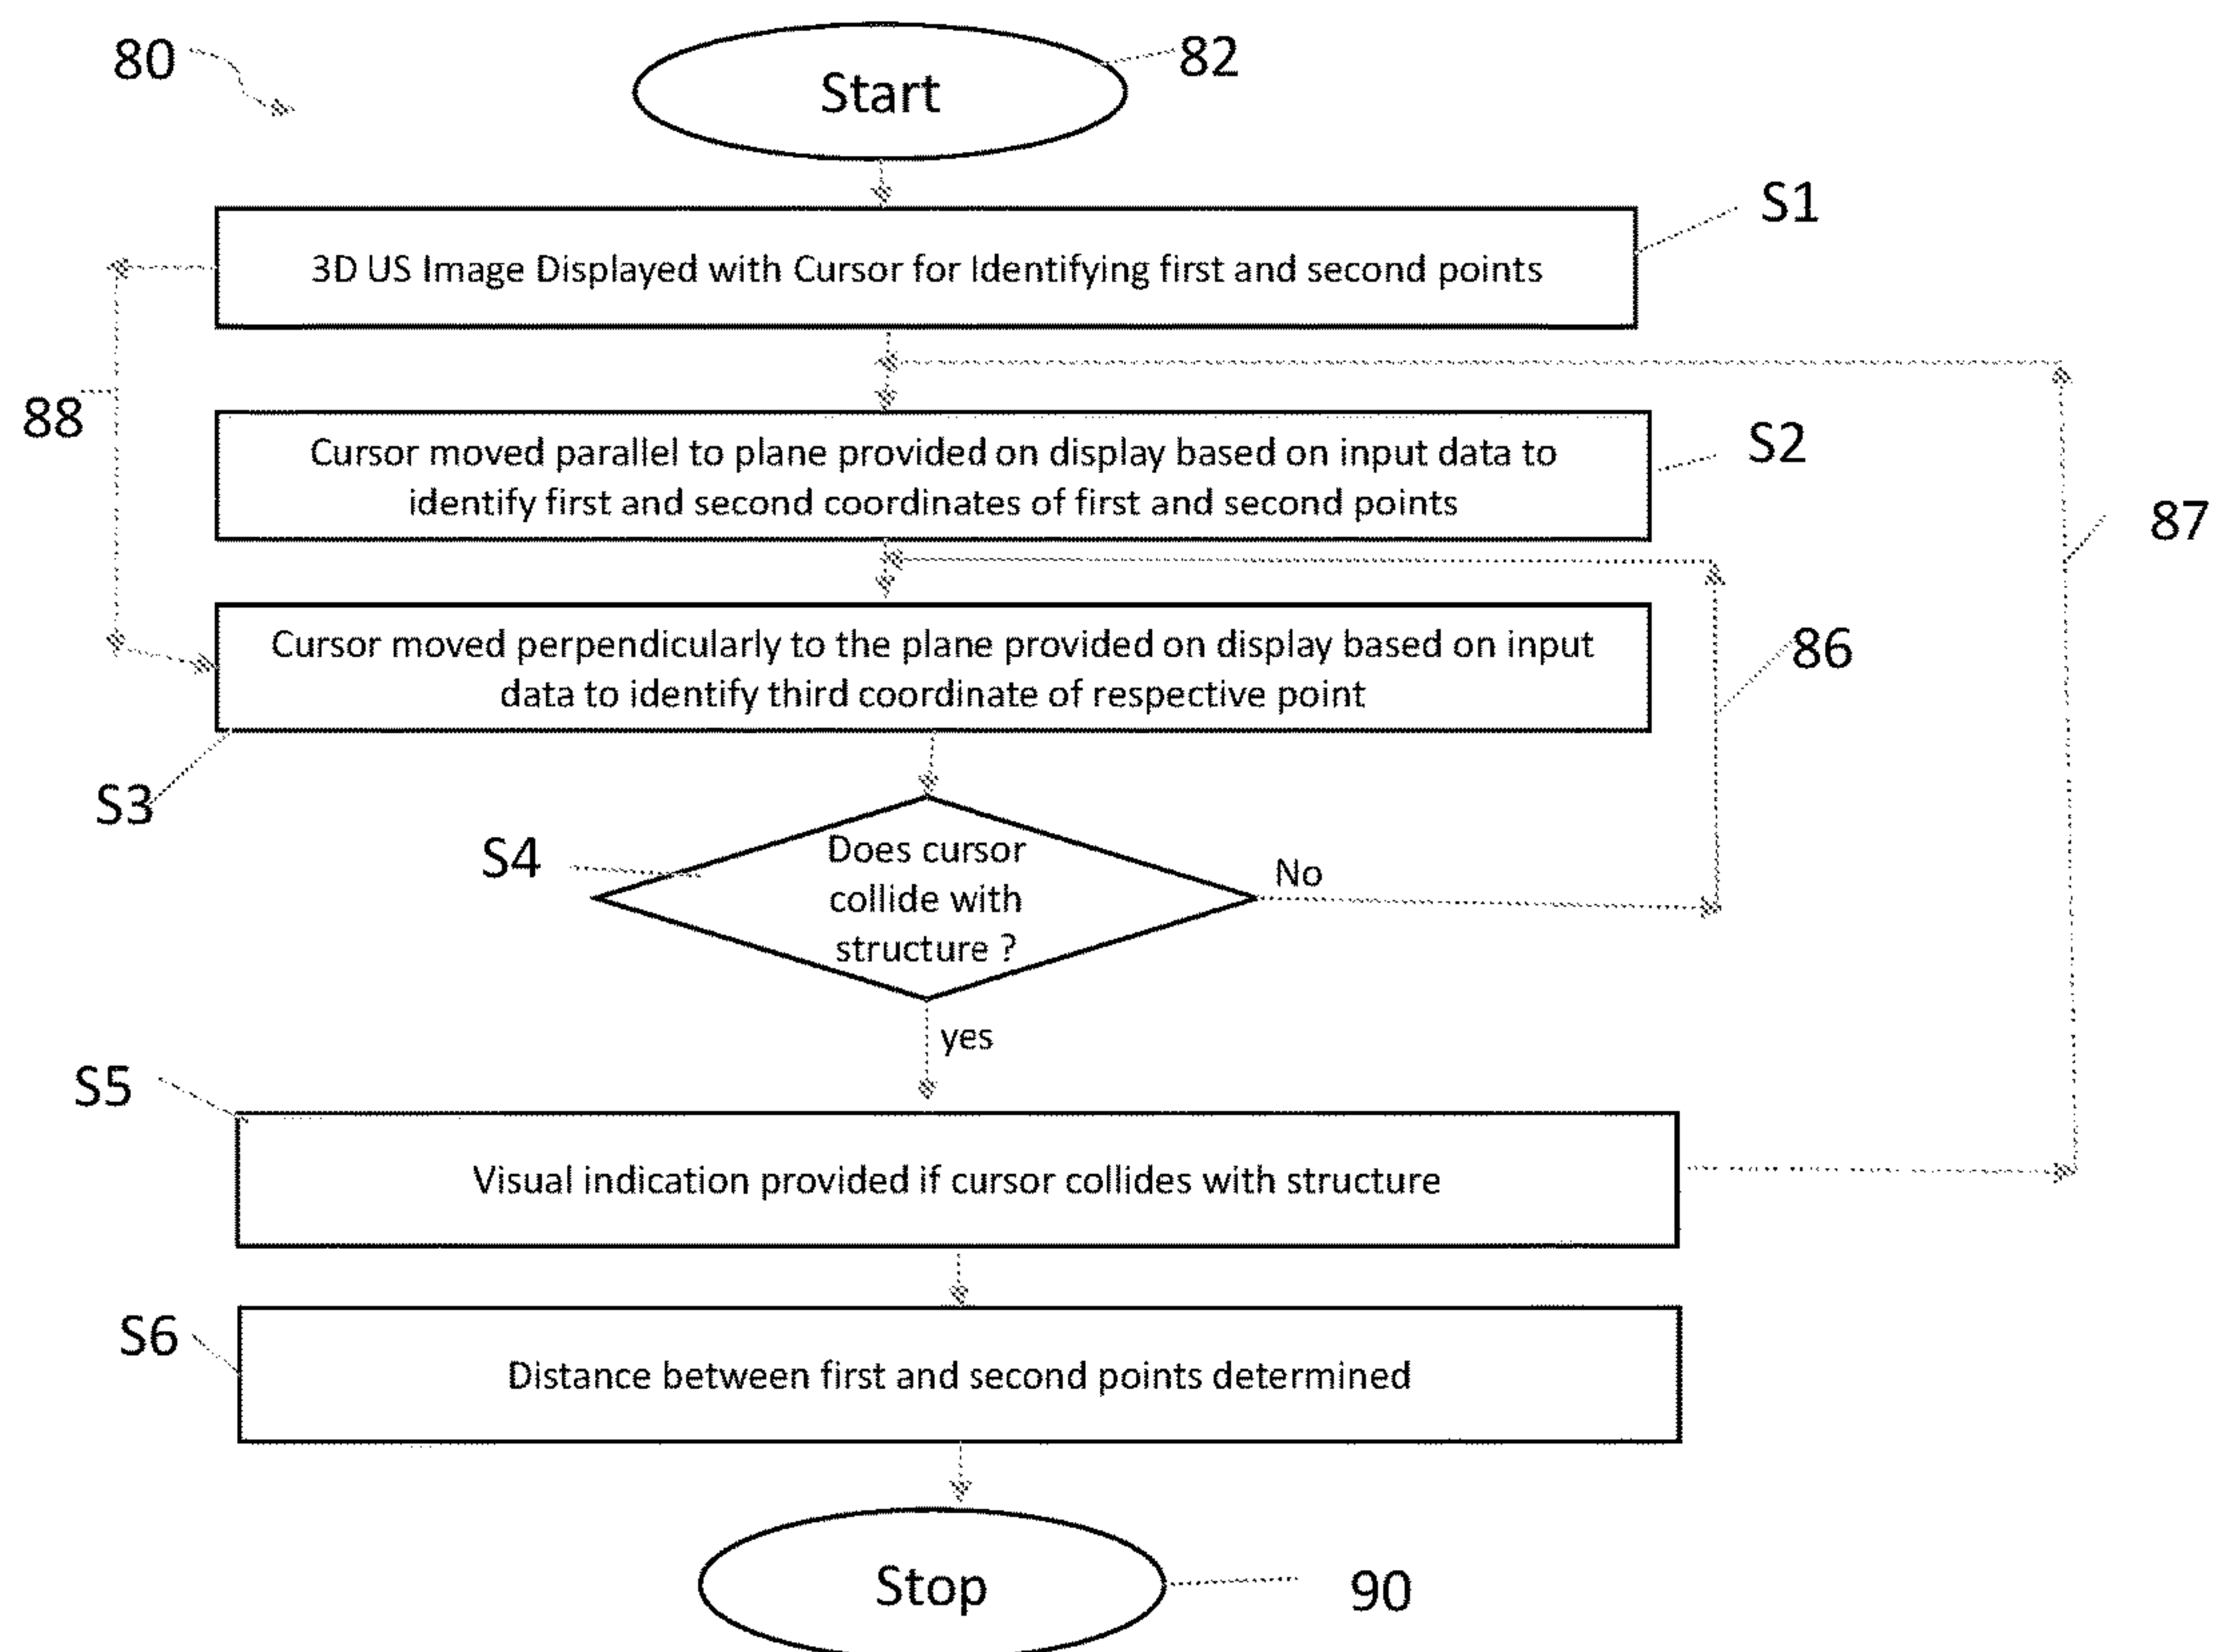 80
82
Start
S1
3D US Image Displayed with Cursor for Identifying first and second points
88
S2
Cursor moved parallel to plane provided on display based on input data to
identify first and second coordinates of first and second points
87
Cursor moved perpendicularly to the plane provided on display based on input
data to identify third coordinate of respective point
86
S3
S4
Does cursor
collide with
structure ?
No
yes
S5
Visual indication provided if cursor collides with structure
S6
Distance between first and second points determined
Stop
90